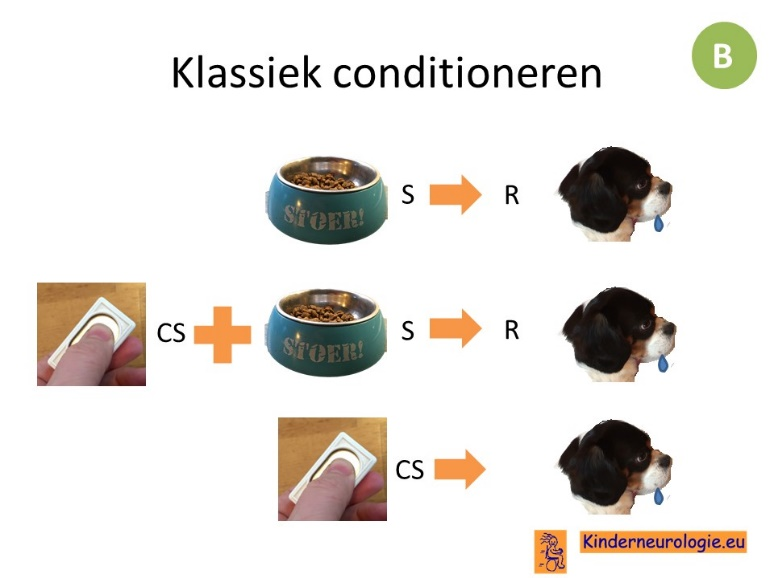 B
Klassiek conditioneren
STOER!
S
R
CS
STOER!
S
R
CS
Kinderneurologie.eu